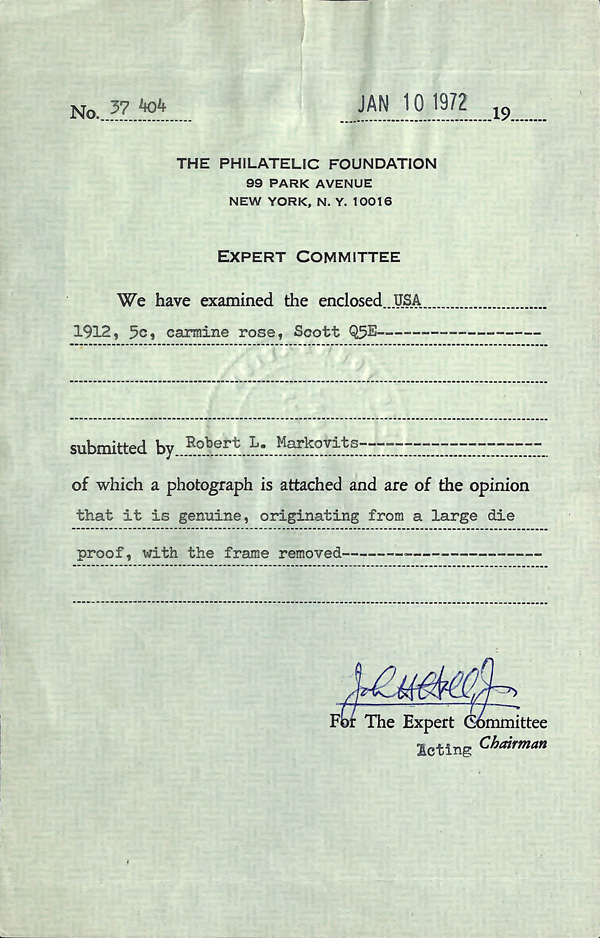 No. 37 404 JAN 10 1972 19
THE PHILATELIC FOUNDATION
99 PARK AVENUE
NEW YORK, N. Y. 10016
EXPERT COMMITTEE
We have examined the enclosed USA
1912, 5c, carmine rose, Scott Q5E-------------------
submitted by Robert L. Markovits---------------------
of which a photograph is attached and are of the opinion
that it is genuine, originating from a large die
proof, with the frame removed-----------------------
For The Expert Committee
Acting Chairman